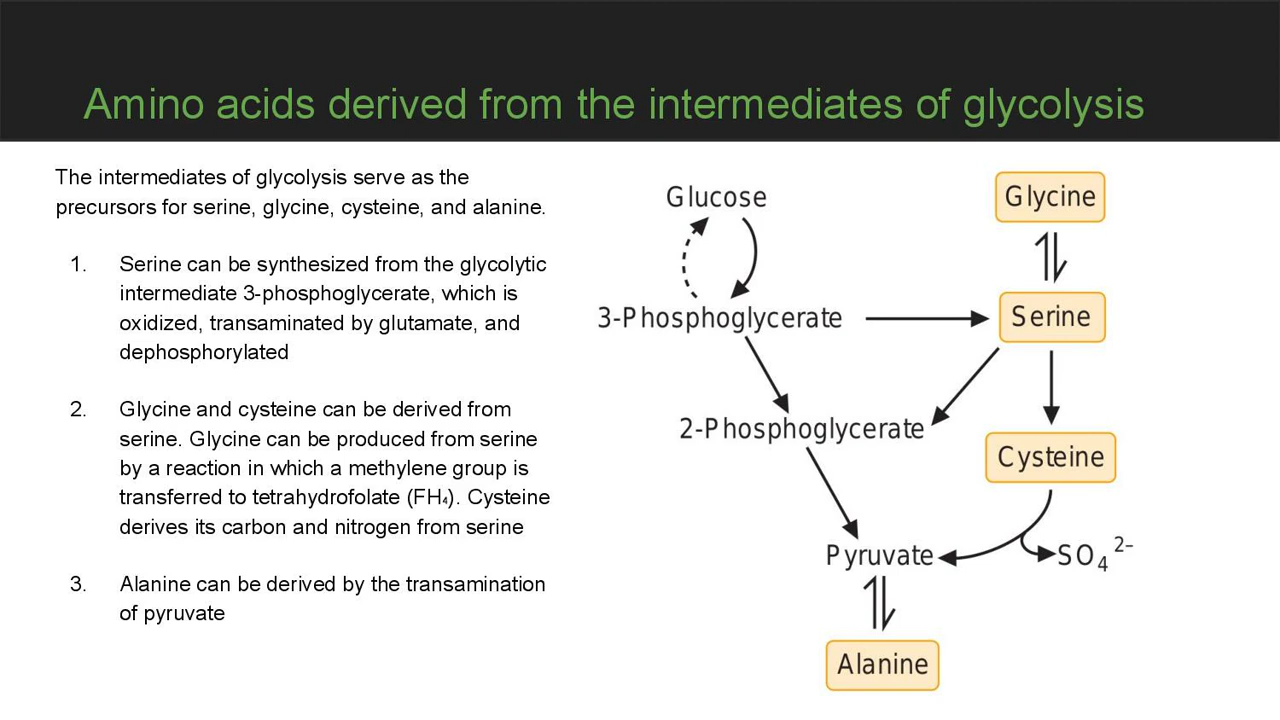 Amino acids derived from the intermediates of glycolysis
The intermediates of glycolysis serve as the
precursors for serine, glycine, cysteine, and alanine.
1. Serine can be synthesized from the glycolytic
intermediate 3-phosphoglycerate, which is
oxidized, transaminated by glutamate, and
dephosphorylated
2. Glycine and cysteine can be derived from
serine. Glycine can be produced from serine
by a reaction in which a methylene group is
transferred to tetrahydrofolate (FH₄). Cysteine
derives its carbon and nitrogen from serine
3. Alanine can be derived by the transamination
of pyruvate
Glucose
Glycine
3-Phosphoglycerate
Serine
2-Phosphoglycerate
Cysteine
Pyruvate
SO₄²⁻
Alanine